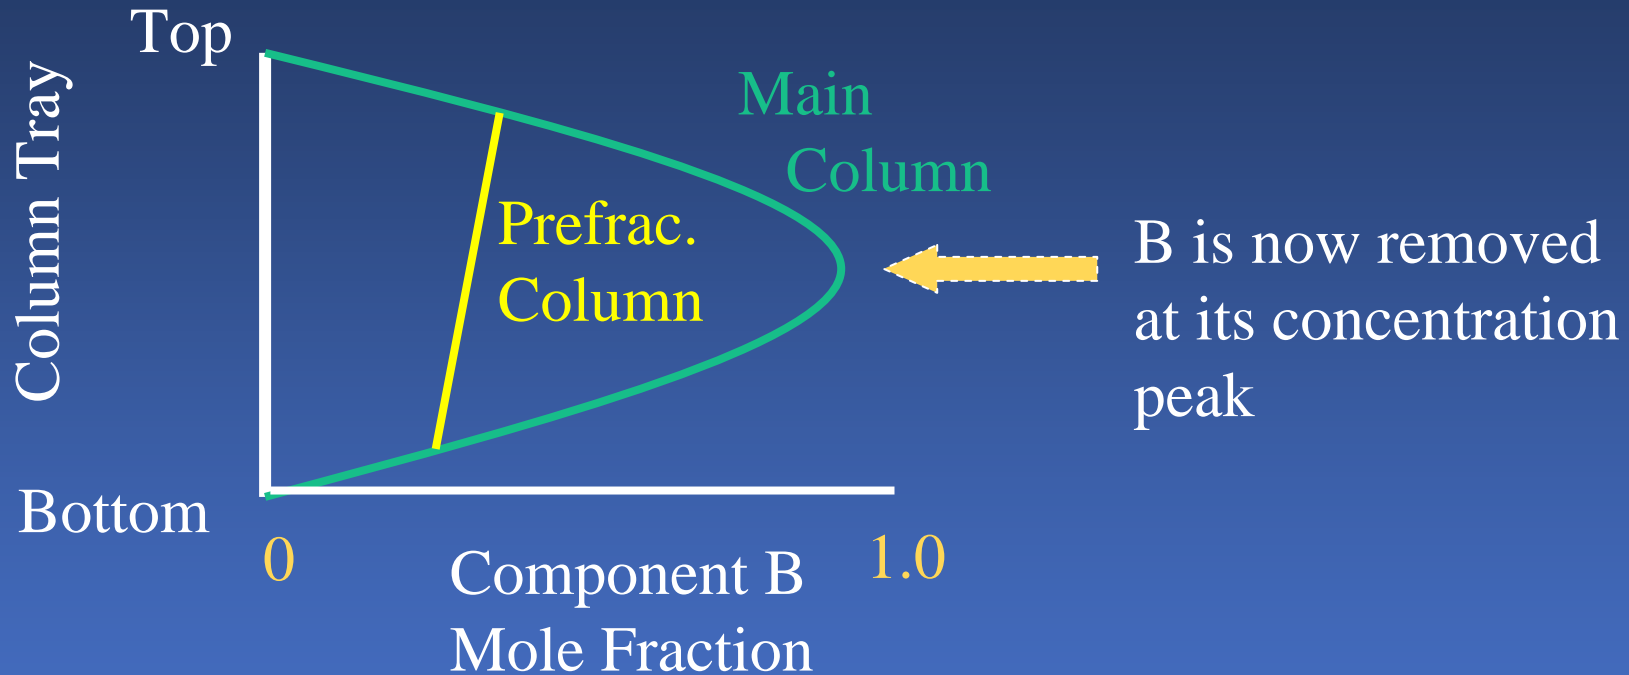 Top
Column Tray
Main
Column
Prefrac.
Column
B is now removed
at its concentration
peak
Bottom
0
1.0
Component B
Mole Fraction